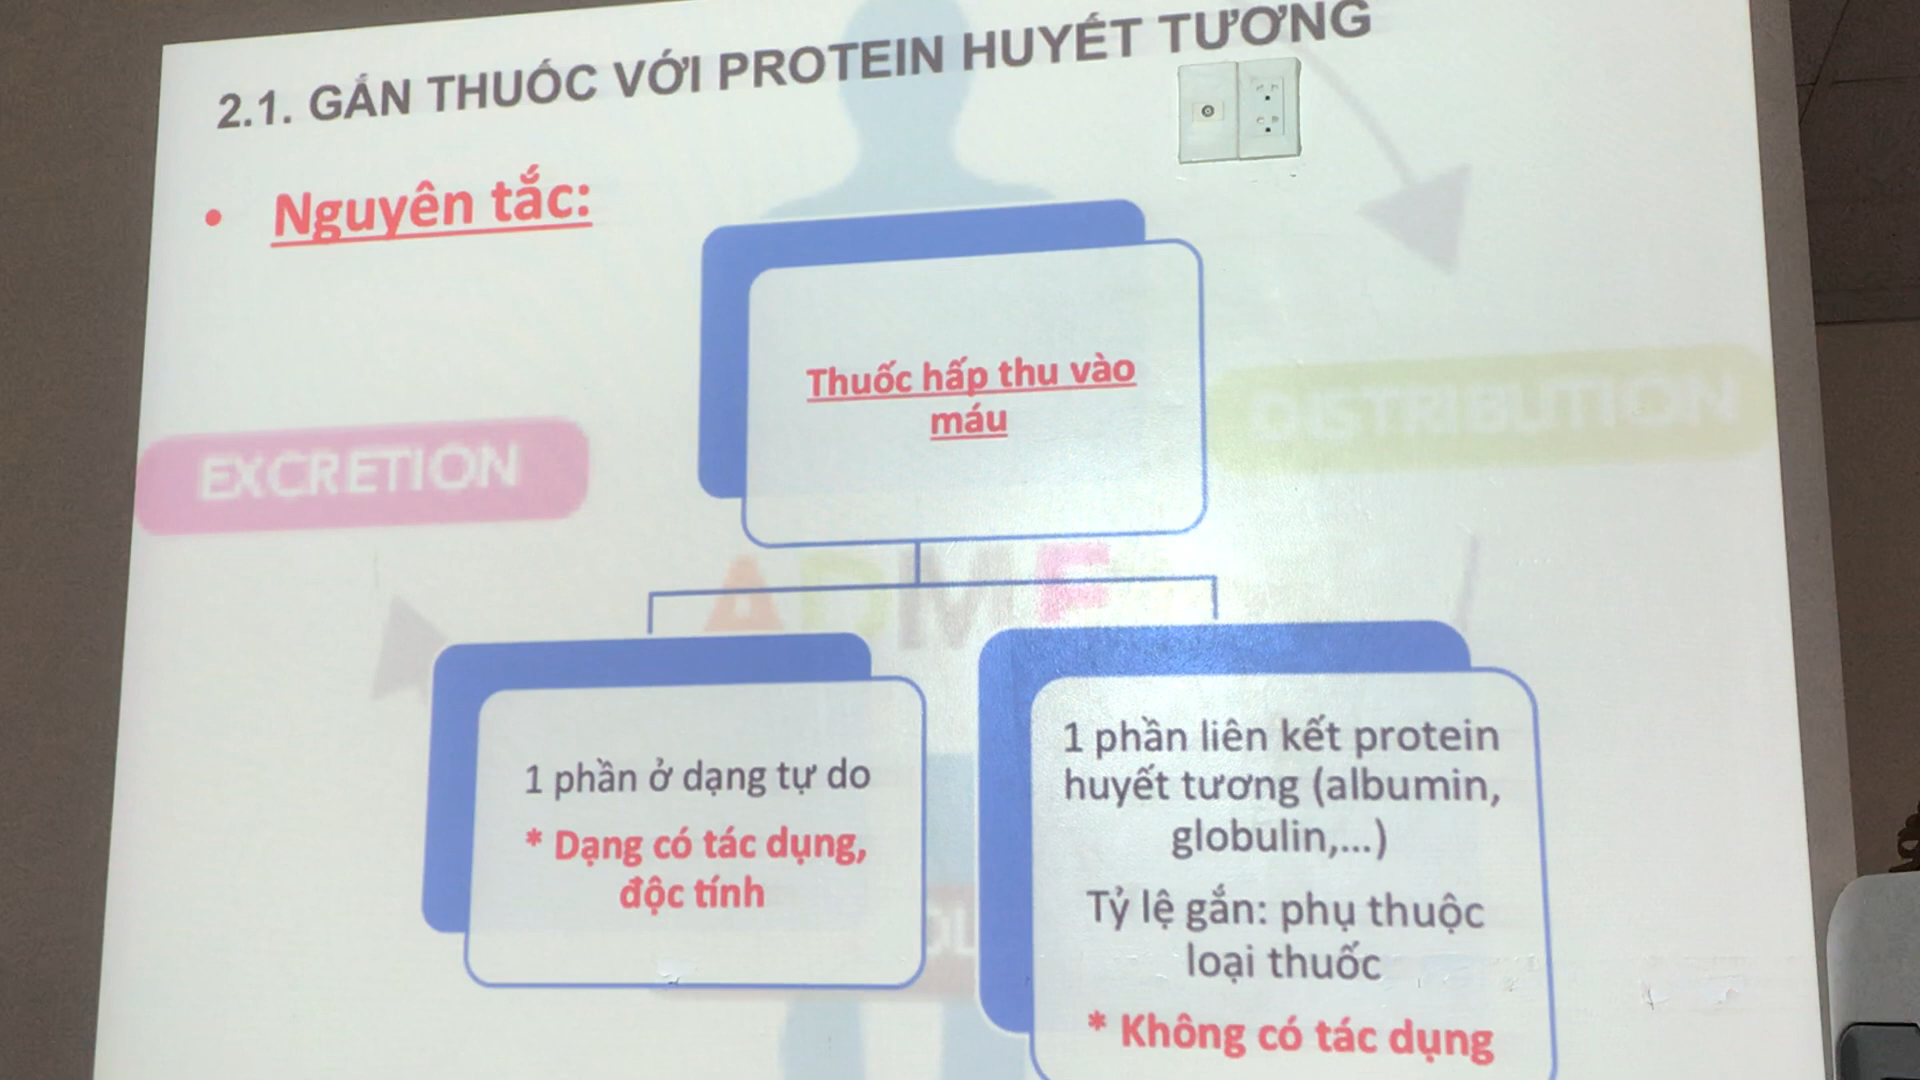 2.1. GẮN THUỐC VỚI PROTEIN HUYẾT TƯƠNG
• Nguyên tắc:
Thuốc hấp thu vào
máu
DISTRIBUTION
EXCRETION
ADME
1 phần ở dạng tự do
* Dạng có tác dụng,
độc tính
1 phần liên kết protein
huyết tương (albumin,
globulin,...)
Tỷ lệ gắn: phụ thuộc
loại thuốc
* Không có tác dụng